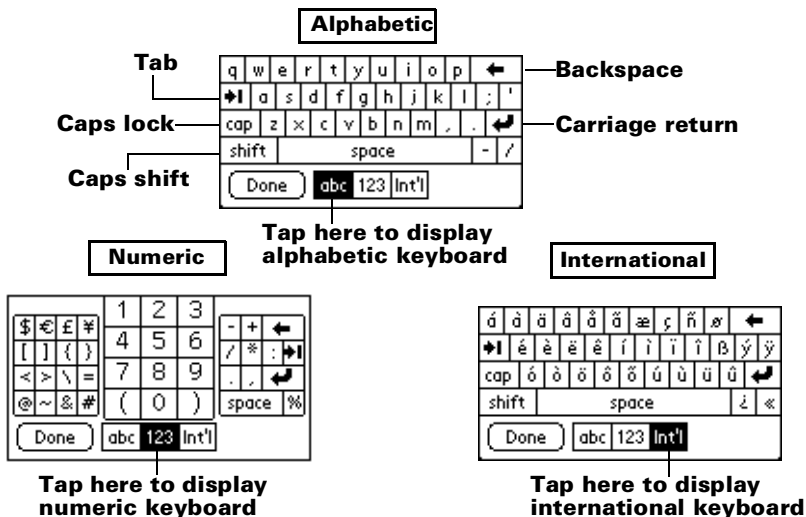 Alphabetic
Tab
Backspace
Caps lock
Carriage return
Caps shift
q w e r t y u i o p
a s d f g h j k l ; '
cap z x c v b n m , .
shift space - /
Done abc 123 Int'l
Tap here to display
alphabetic keyboard
Numeric
1 2 3
$ € £ ¥ - +
4 5 6
[ ] { } / * :
7 8 9
< > \ = . ,
@ ~ & # ( 0 ) space %
Done abc 123 Int'l
Tap here to display
numeric keyboard
International
á à ä â å ã æ ç ñ ø
é è ë ê í ì ï î ß ý ÿ
cap ó ò ö ô õ ú ù ü û
shift space ¿ «
Done abc 123 Int'l
Tap here to display
international keyboard